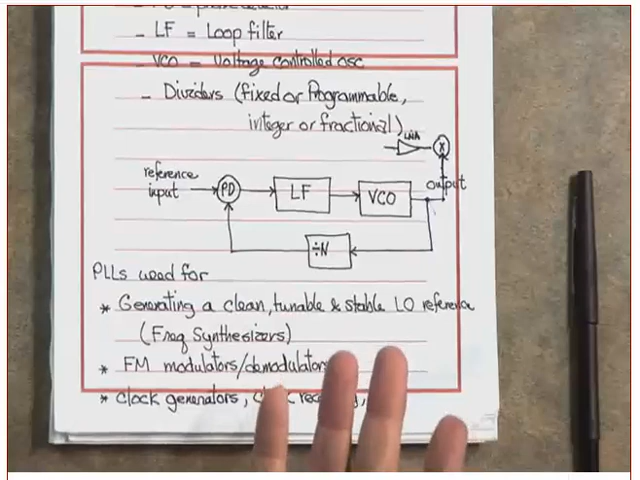 - LF = Loop filter
- VCO = Voltage controlled osc
- Dividers (fixed or Programmable,
integer or fractional)
LNA
X
reference
input
PD
LF
VCO
output
÷N
PLLs used for
* Generating a clean, tunable & stable LO reference
(Freq Synthesizers)
* FM modulators/demodulators
* Clock generators,